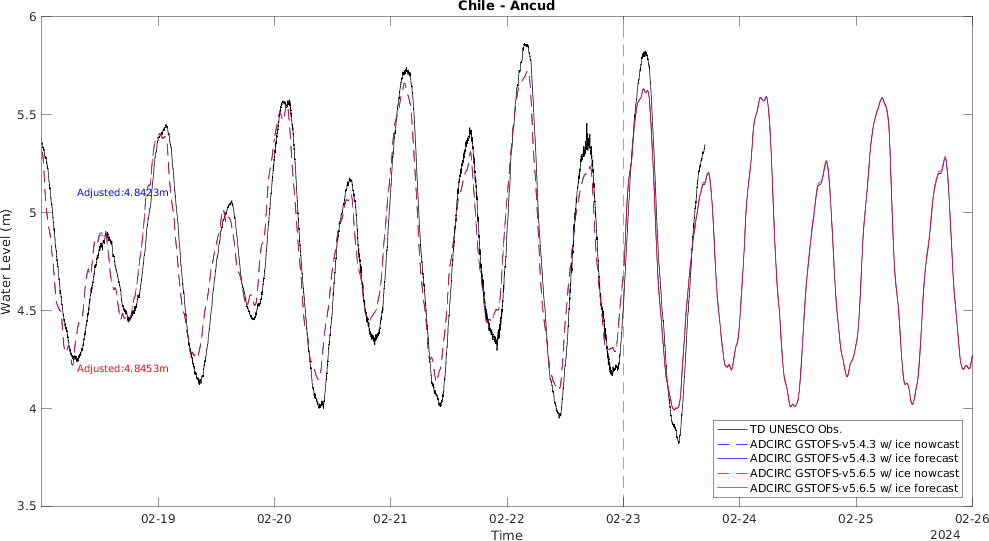 Chile - Ancud
6
5.5
5
4.5
4
3.5
Water Level (m)
Adjusted:4.8423m
Adjusted:4.8453m
TD UNESCO Obs.
ADCIRC GSTOFS-v5.4.3 w/ ice nowcast
ADCIRC GSTOFS-v5.4.3 w/ ice forecast
ADCIRC GSTOFS-v5.6.5 w/ ice nowcast
ADCIRC GSTOFS-v5.6.5 w/ ice forecast
02-19 02-20 02-21 02-22 02-23 02-24 02-25 02-26
Time
2024